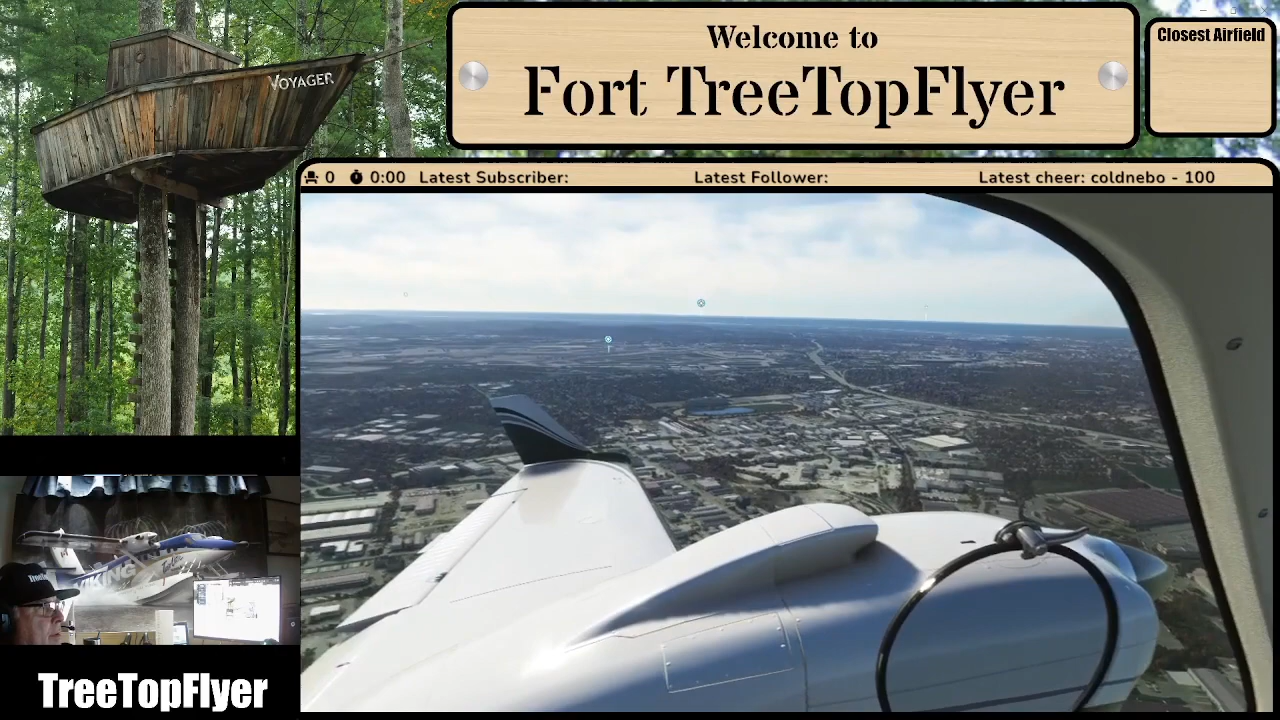 Welcome to
Fort TreeTopFlyer
Closest Airfield
VOYAGER
0 0:00 Latest Subscriber: Latest Follower: Latest cheer: coldnebo - 100
VIKING
TreeTopFlyer